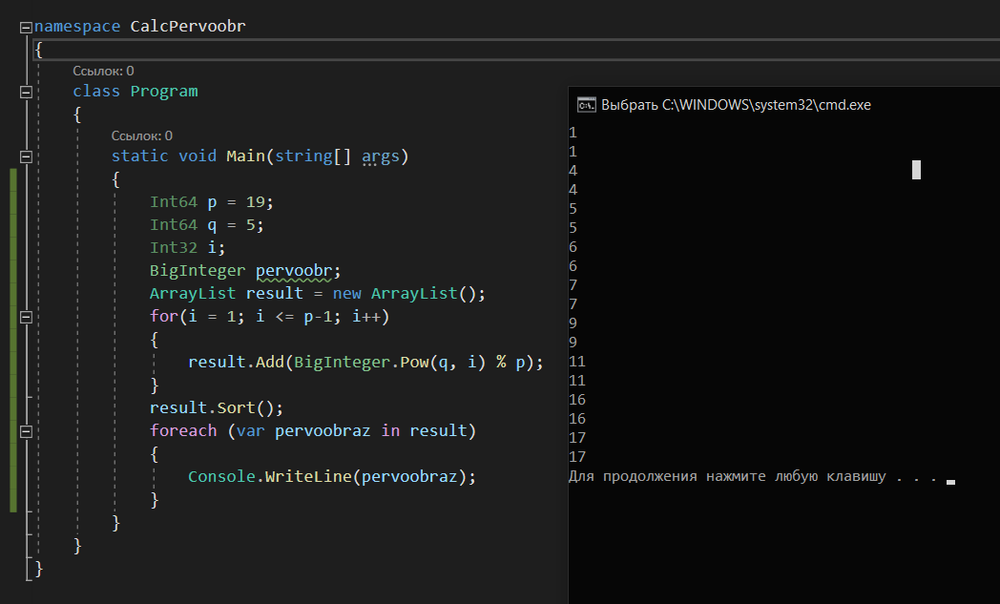 namespace CalcPervoobr
{
Ссылок: 0
class Program
{
Ссылок: 0
static void Main(string[] args)
{
Int64 p = 19;
Int64 q = 5;
Int32 i;
BigInteger pervoobr;
ArrayList result = new ArrayList();
for(i = 1; i <= p-1; i++)
{
result.Add(BigInteger.Pow(q, i) % p);
}
result.Sort();
foreach (var pervoobraz in result)
{
Console.WriteLine(pervoobraz);
}
}
}
}
Выбрать C:\WINDOWS\system32\cmd.exe
1
1
4
4
5
5
6
6
7
7
9
9
11
11
16
16
17
17
Для продолжения нажмите любую клавишу . . .